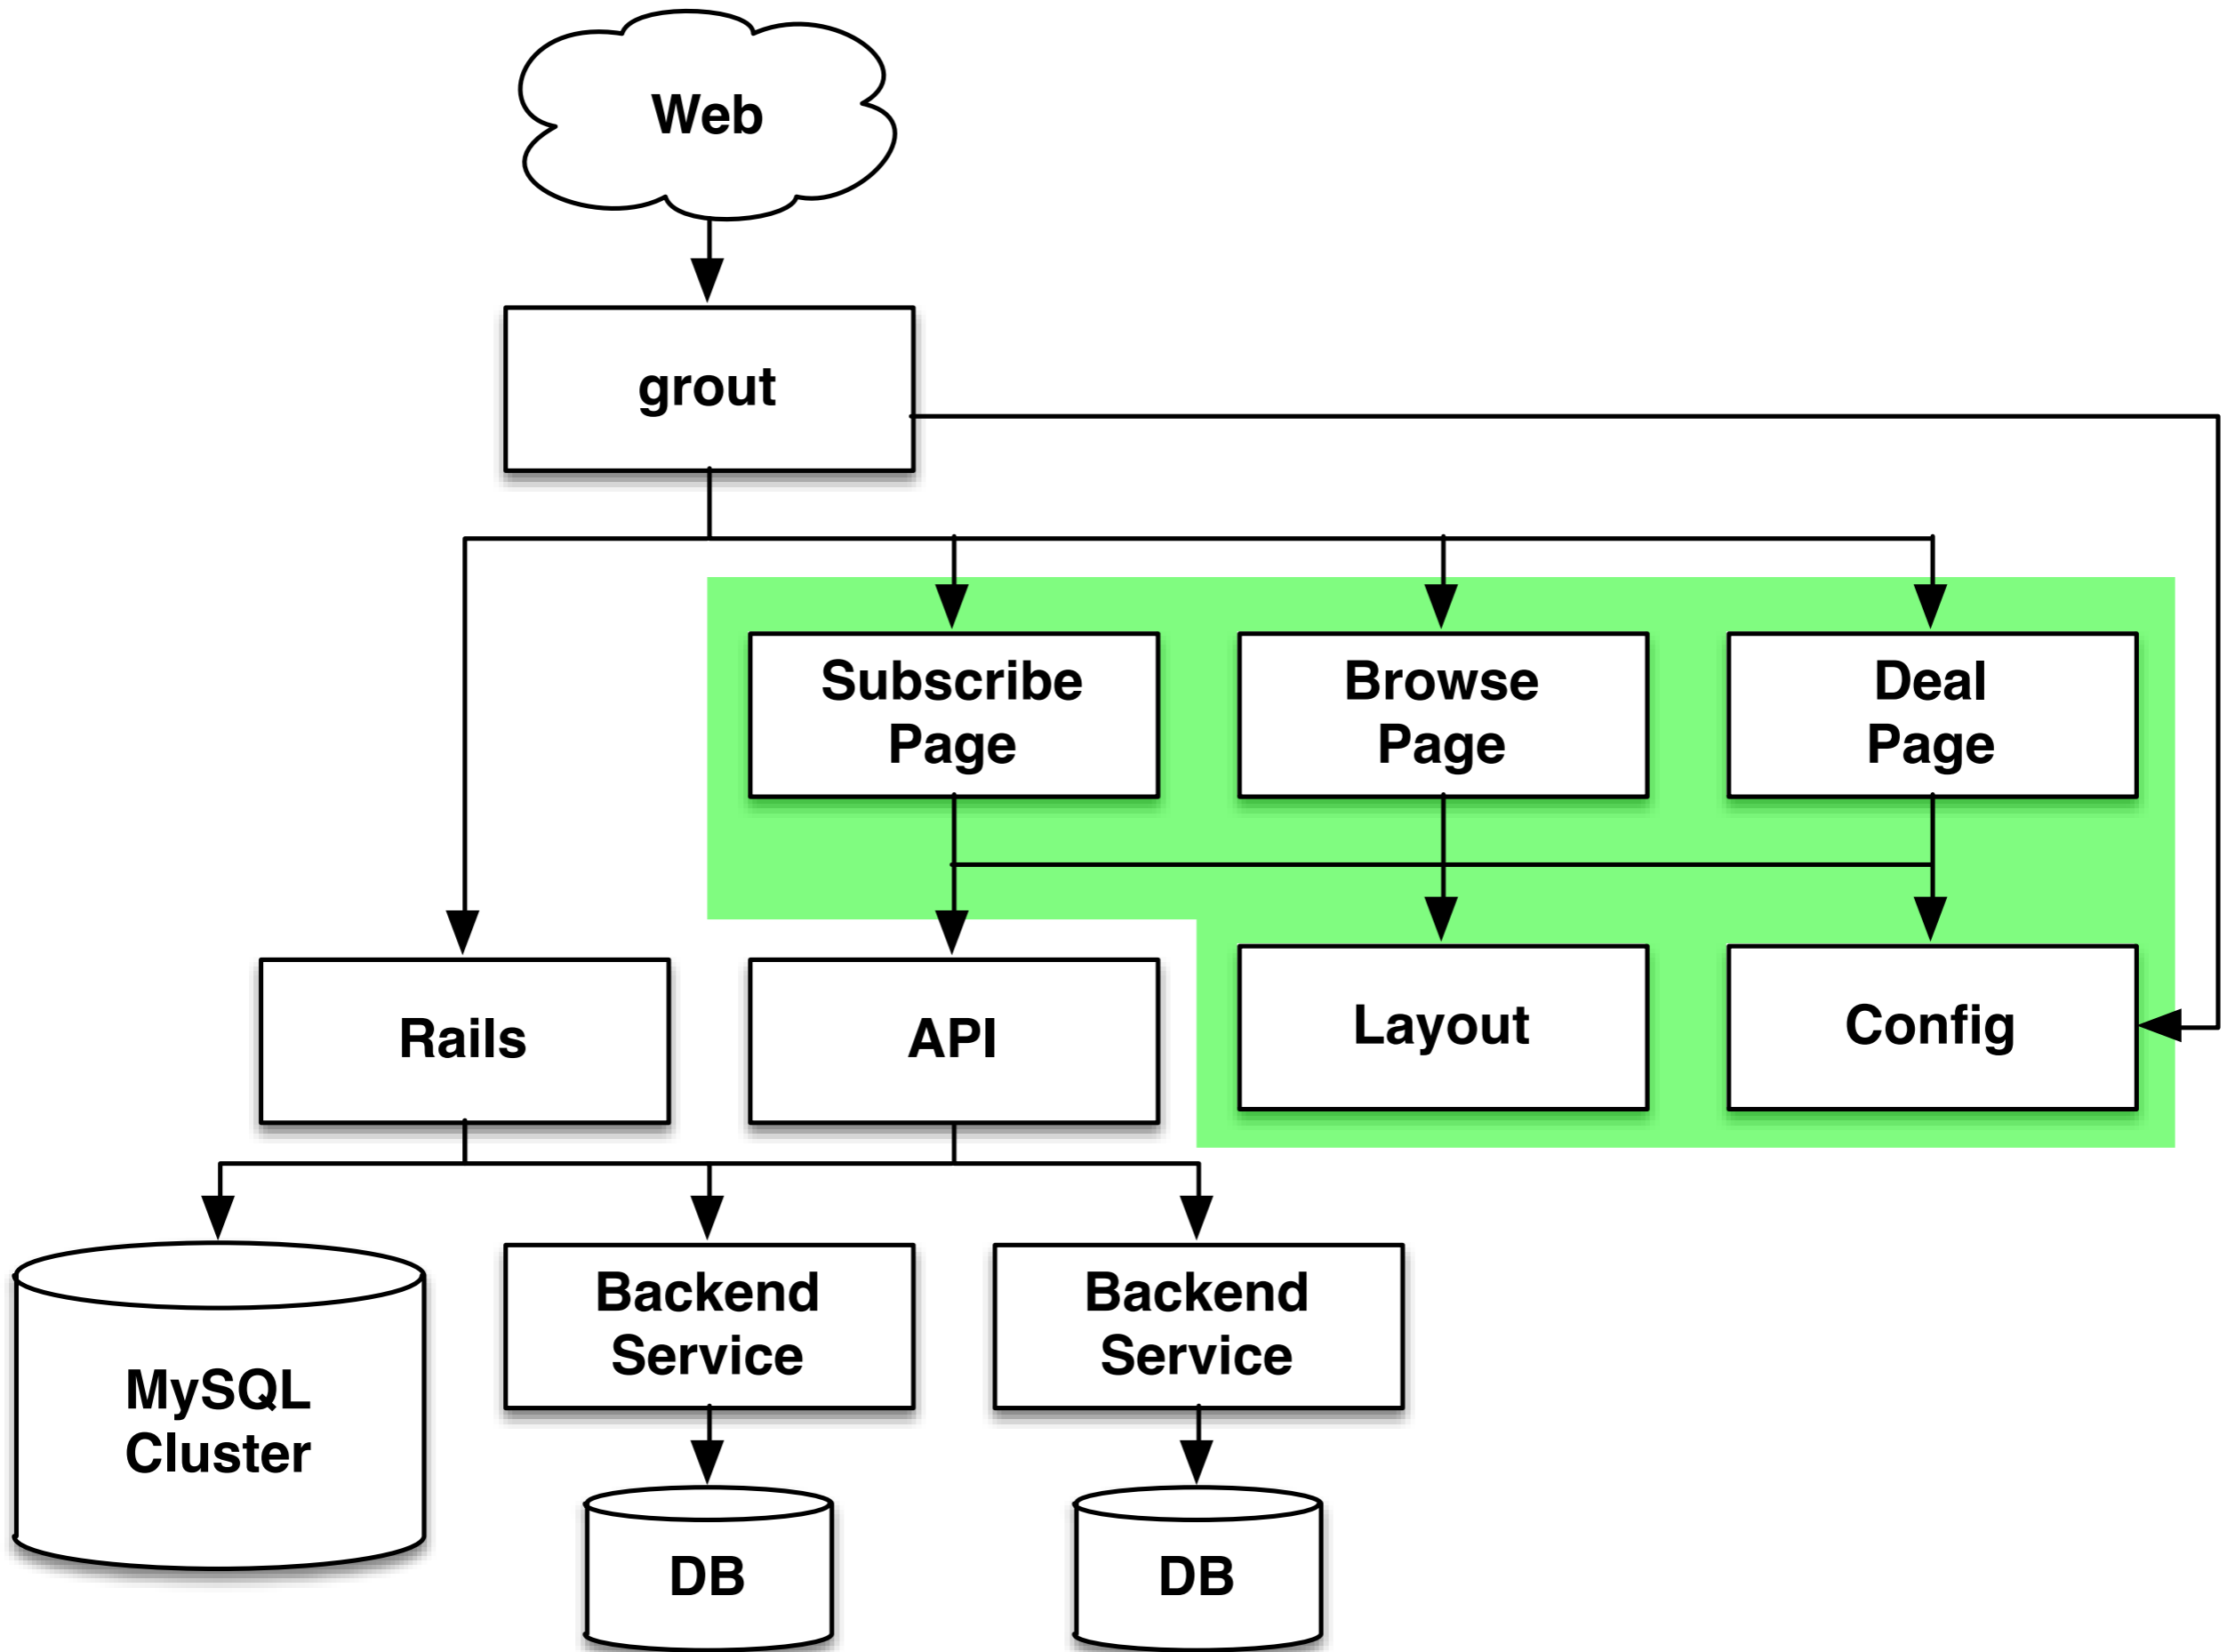 Web
grout
Subscribe
Page
Browse
Page
Deal
Page
Rails
API
Layout
Config
MySQL
Cluster
Backend
Service
Backend
Service
DB
DB